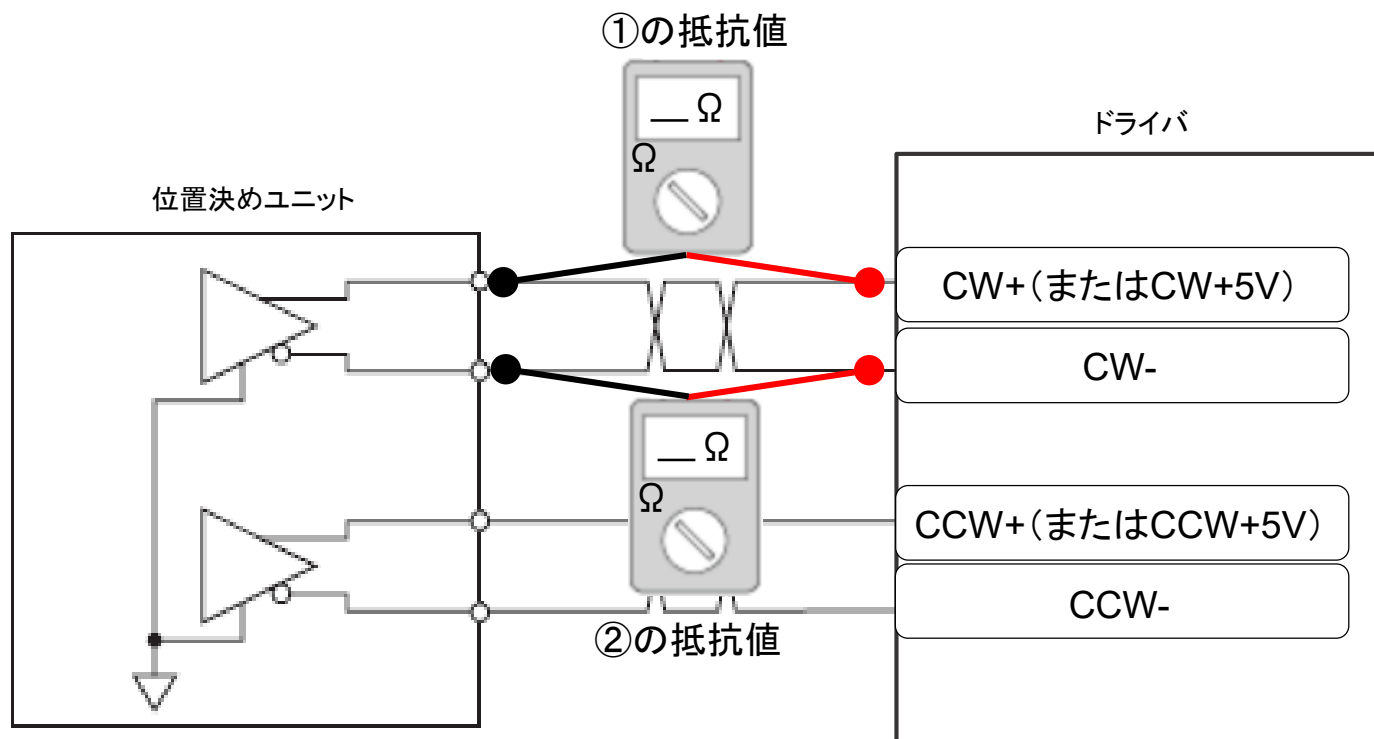 ①の抵抗値
__ Ω
Ω
ドライバ
位置決めユニット
CW+(またはCW+5V)
CW-
__ Ω
Ω
CCW+(またはCCW+5V)
CCW-
②の抵抗値